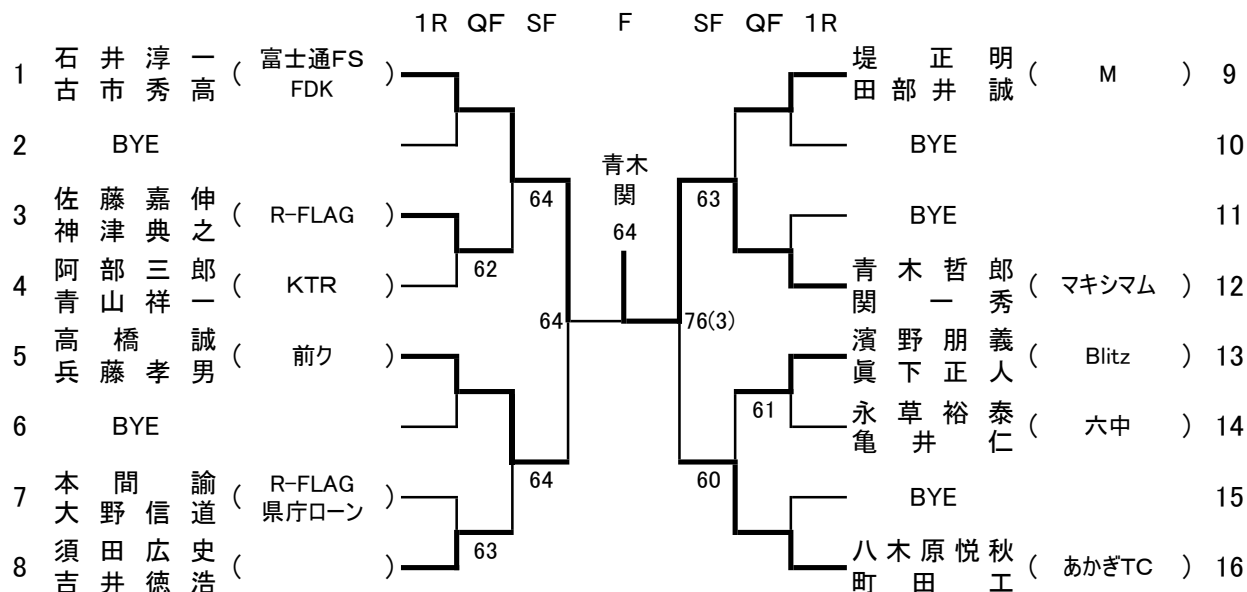 1R QF SF F SF QF 1R
1 石井淳一 古市秀高 ( 富士通FS FDK )
2 BYE
3 佐藤嘉伸 神津典之 ( R-FLAG )
4 阿部三郎 青山祥一 ( KTR )
5 高橋誠 兵藤孝男 ( 前ク )
6 BYE
7 本間諭 大野信道 ( R-FLAG 県庁ローン )
8 須田広史 吉井徳浩 ( )
64
62
64
64
63
青木
関
64
63
76(3)
61
60
堤正明 田部井誠 ( M ) 9
BYE 10
BYE 11
青木哲郎 関一秀 ( マキシマム ) 12
濱野朋義 眞下正人 ( Blitz ) 13
永草裕泰 亀井仁 ( 六中 ) 14
BYE 15
八木原悦秋 町田工 ( あかぎTC ) 16